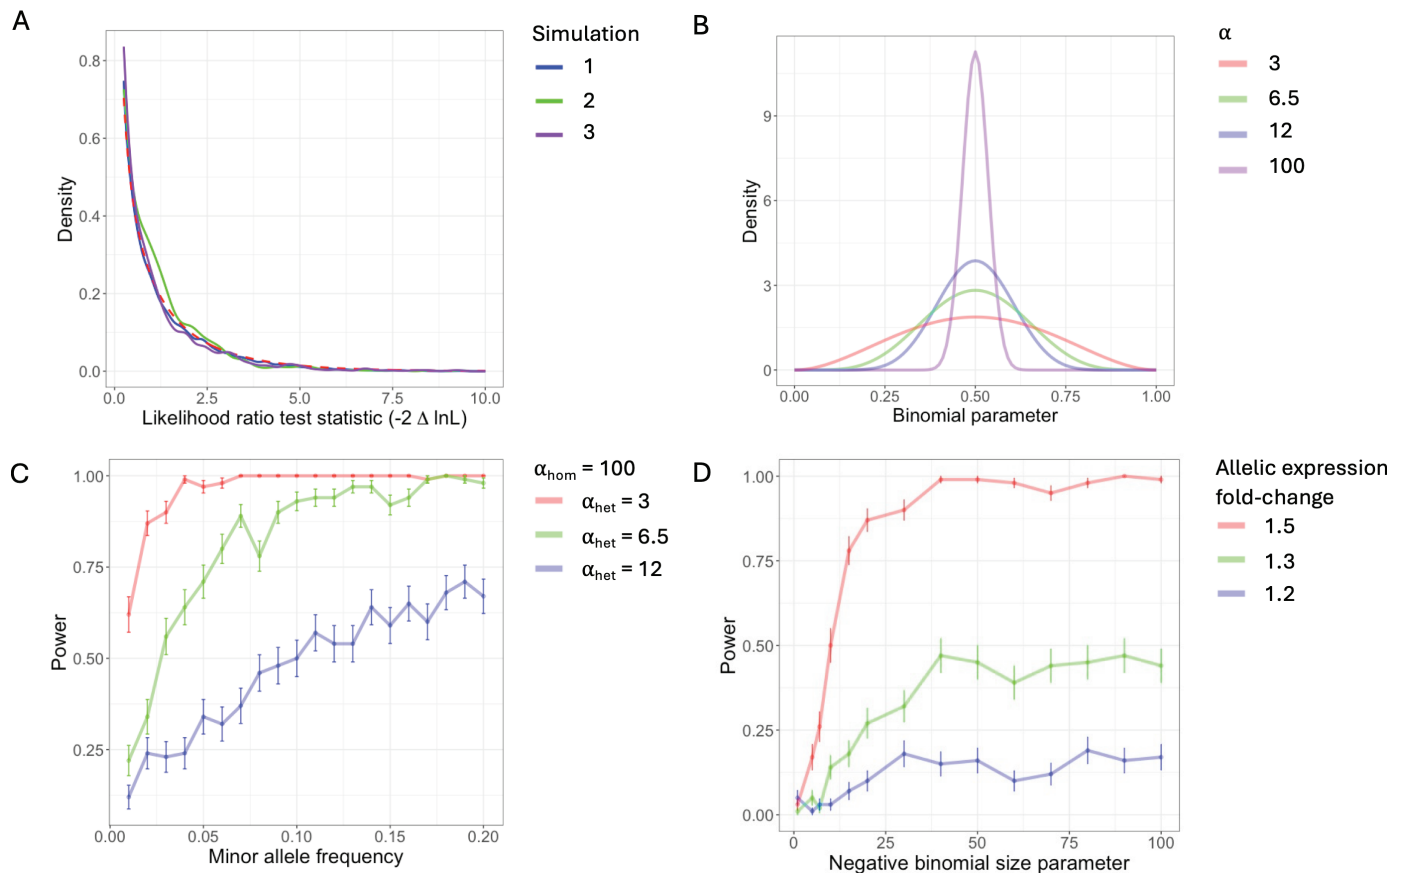 A
Simulation
1
2
3
Density
0.8
0.6
0.4
0.2
0.0
0.0 2.5 5.0 7.5 10.0
Likelihood ratio test statistic (-2 Δ lnL)
B
α
3
6.5
12
100
Density
9
6
3
0
0.00 0.25 0.50 0.75 1.00
Binomial parameter
C
αhom = 100
αhet = 3
αhet = 6.5
αhet = 12
Power
1.00
0.75
0.50
0.25
0.00 0.05 0.10 0.15 0.20
Minor allele frequency
D
Allelic expression
fold-change
1.5
1.3
1.2
Power
1.00
0.75
0.50
0.25
0.00
0 25 50 75 100
Negative binomial size parameter